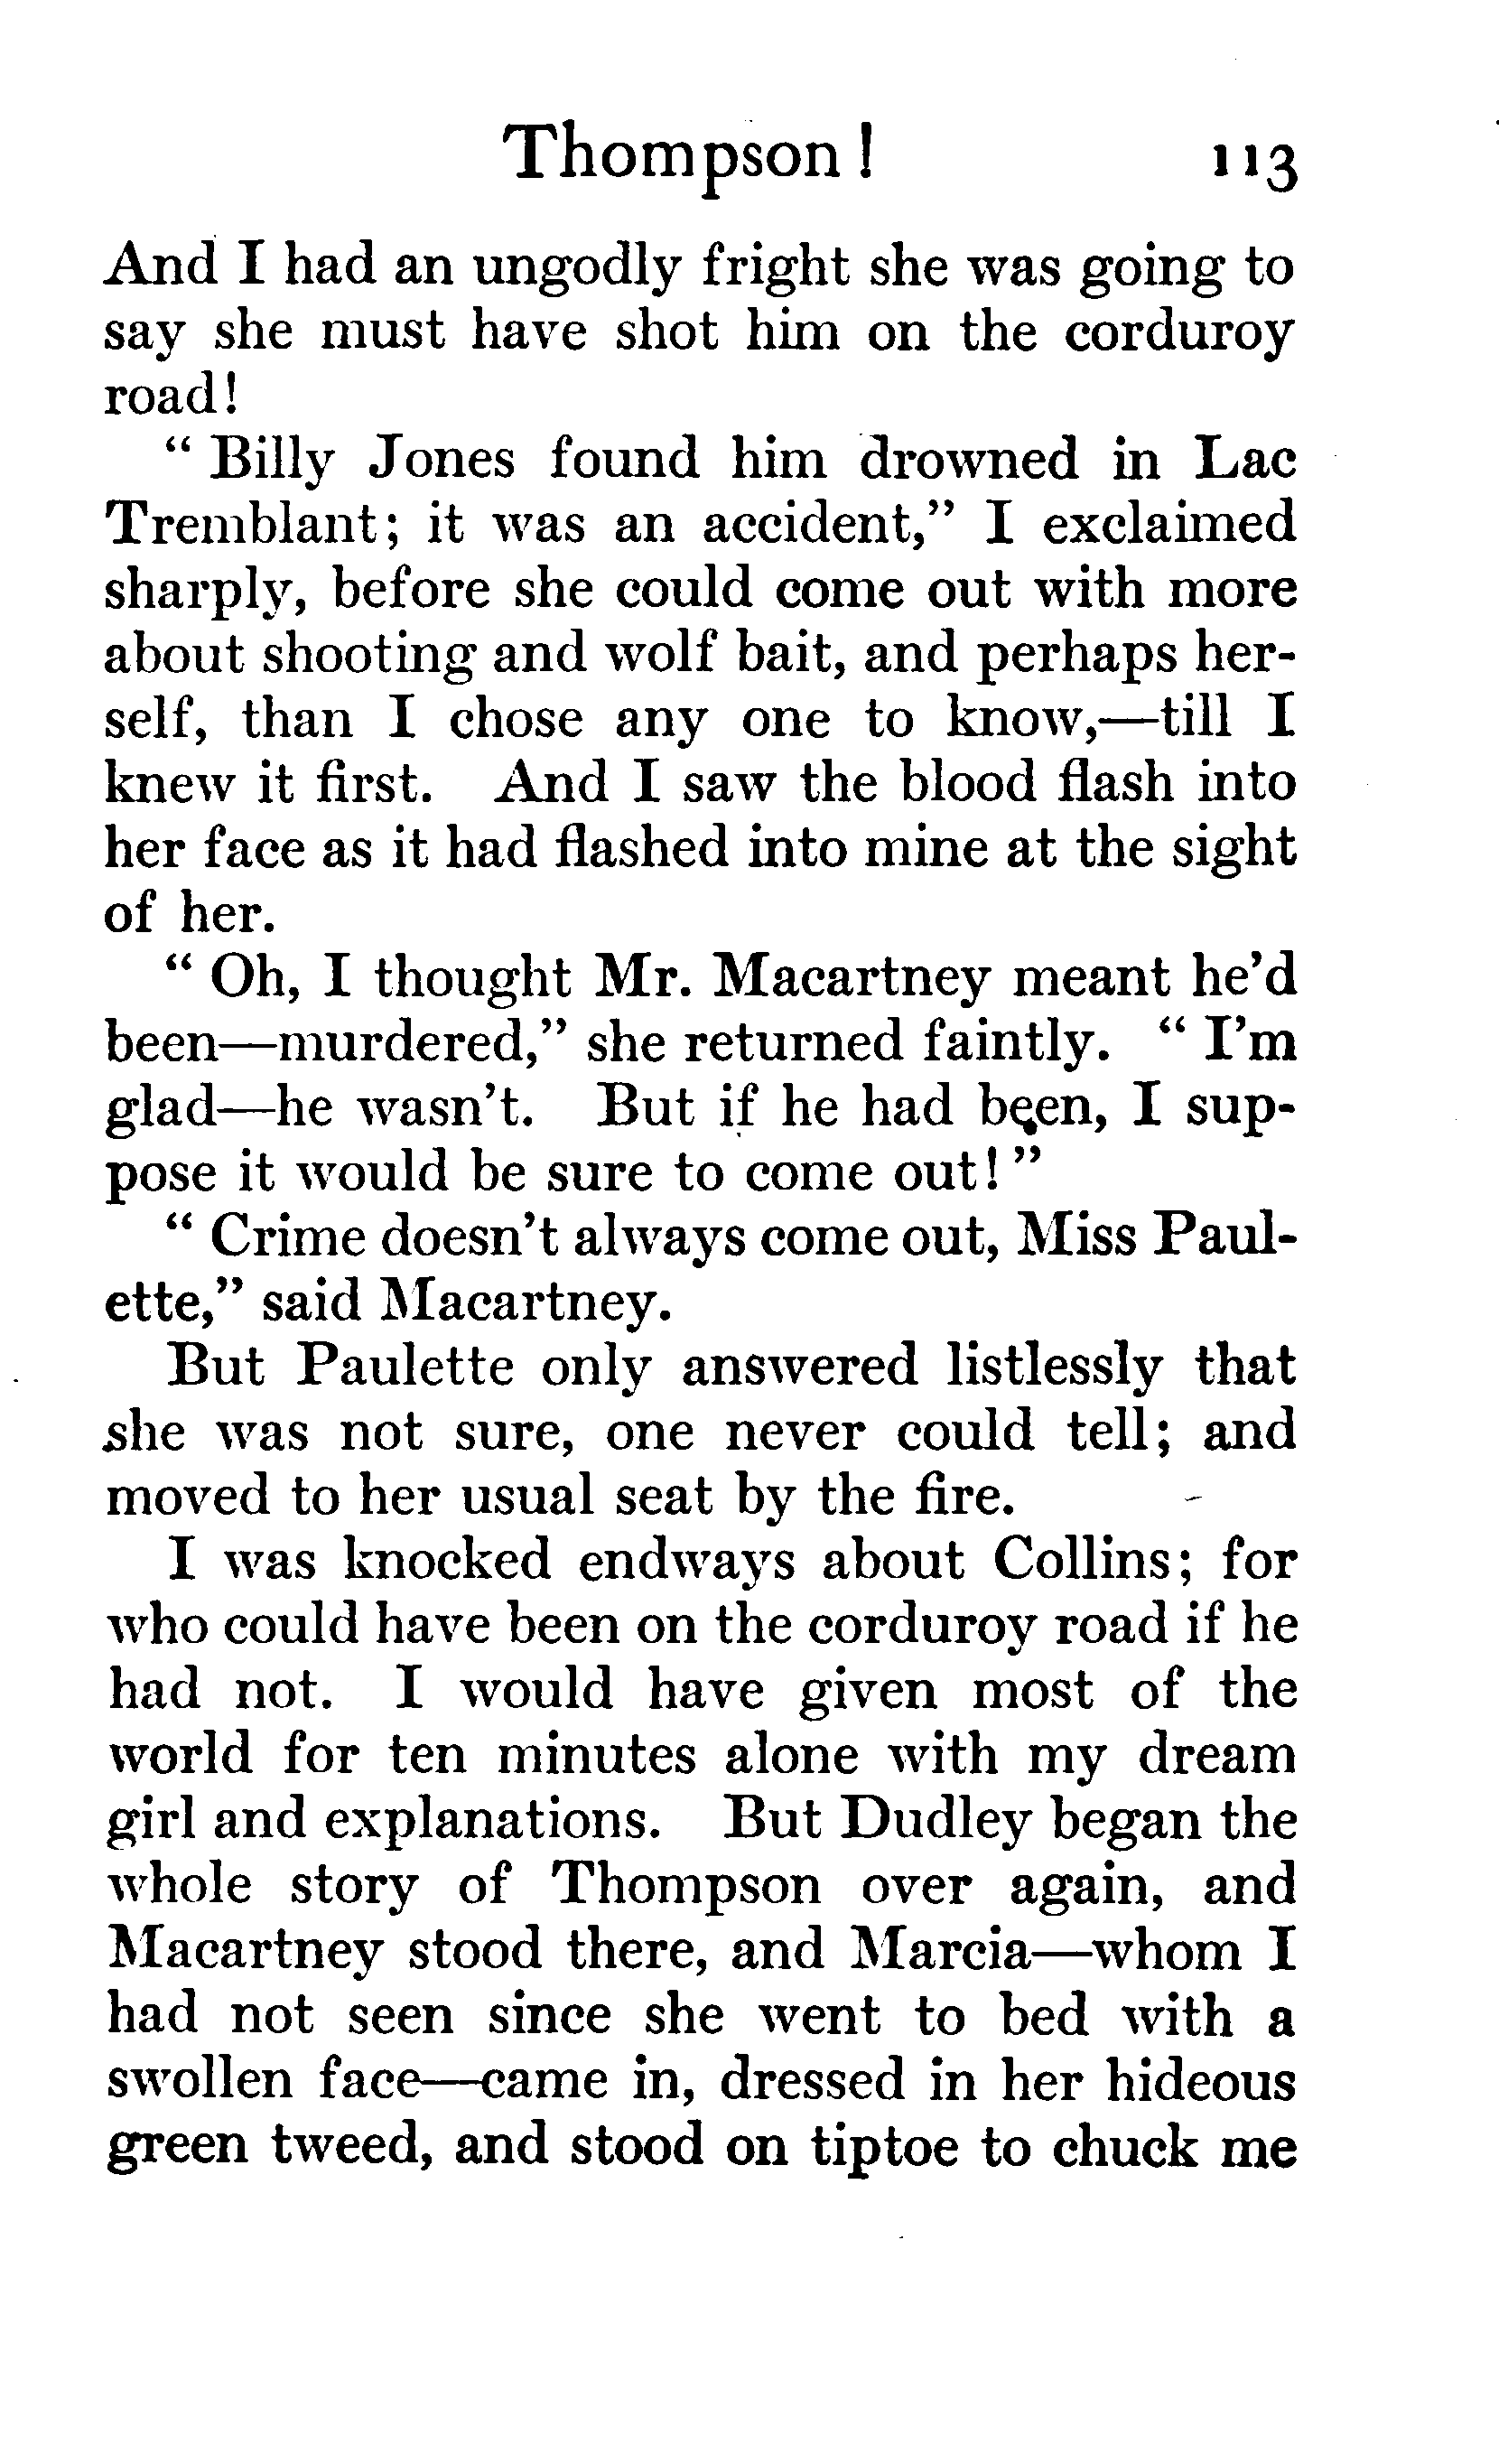 Thompson! 113
And I had an ungodly fright she was going to
say she must have shot him on the corduroy
road!
“ Billy Jones found him drowned in Lac
Tremblant; it was an accident,” I exclaimed
sharply, before she could come out with more
about shooting and wolf bait, and perhaps her-
self, than I chose any one to know,—till I
knew it first. And I saw the blood flash into
her face as it had flashed into mine at the sight
of her.
“ Oh, I thought Mr. Macartney meant he’d
been—murdered,” she returned faintly. “ I’m
glad—he wasn’t. But if he had been, I sup-
pose it would be sure to come out! ”
“ Crime doesn’t always come out, Miss Paul-
ette,” said Macartney.
But Paulette only answered listlessly that
she was not sure, one never could tell; and
moved to her usual seat by the fire.
I was knocked endways about Collins; for
who could have been on the corduroy road if he
had not. I would have given most of the
world for ten minutes alone with my dream
girl and explanations. But Dudley began the
whole story of Thompson over again, and
Macartney stood there, and Marcia—whom I
had not seen since she went to bed with a
swollen face—came in, dressed in her hideous
green tweed, and stood on tiptoe to chuck me